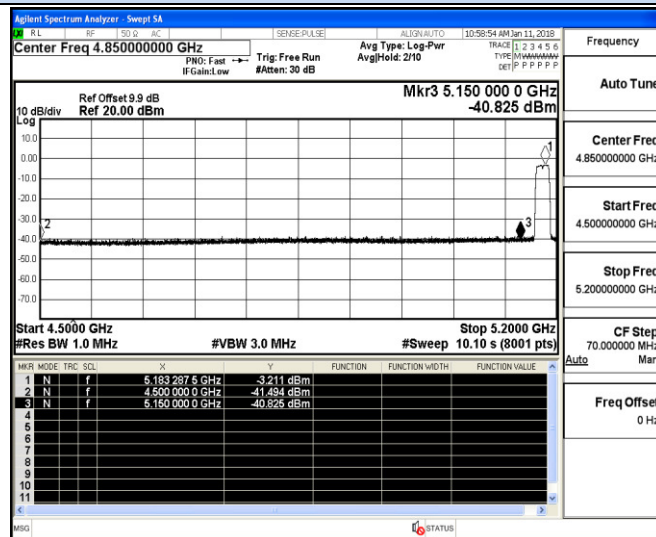 Agilent Spectrum Analyzer - Swept SA
RL RF 50 Ω AC SENSE:PULSE ALIGNAUTO 10:58:54 AM Jan 11, 2018
Center Freq 4.850000000 GHz
PNO: Fast
IFGain:Low
Trig: Free Run
#Atten: 30 dB
Avg Type: Log-Pwr
Avg|Hold: 2/10
TRACE 1 2 3 4 5 6
TYPE
DET P P P P P P
Mkr3 5.150 000 0 GHz
-40.825 dBm
Ref Offset 9.9 dB
10 dB/div Ref 20.00 dBm
Log
10.0
0.00
-10.0
-20.0
-30.0
-40.0
-50.0
-60.0
-70.0
1
2
3
Start 4.5000 GHz Stop 5.2000 GHz
#Res BW 1.0 MHz #VBW 3.0 MHz #Sweep 10.10 s (8001 pts)
MKR MODE TRC SCL X Y FUNCTION FUNCTION WIDTH FUNCTION VALUE
1 N f 5.183 287 5 GHz -3.211 dBm
2 N f 4.500 000 0 GHz -41.494 dBm
3 N f 5.150 000 0 GHz -40.825 dBm
4
5
6
7
8
9
10
11
MSG STATUS
Frequency
Auto Tune
Center Freq
4.850000000 GHz
Start Freq
4.500000000 GHz
Stop Freq
5.200000000 GHz
CF Step
70.000000 MHz
Auto Man
Freq Offset
0 Hz